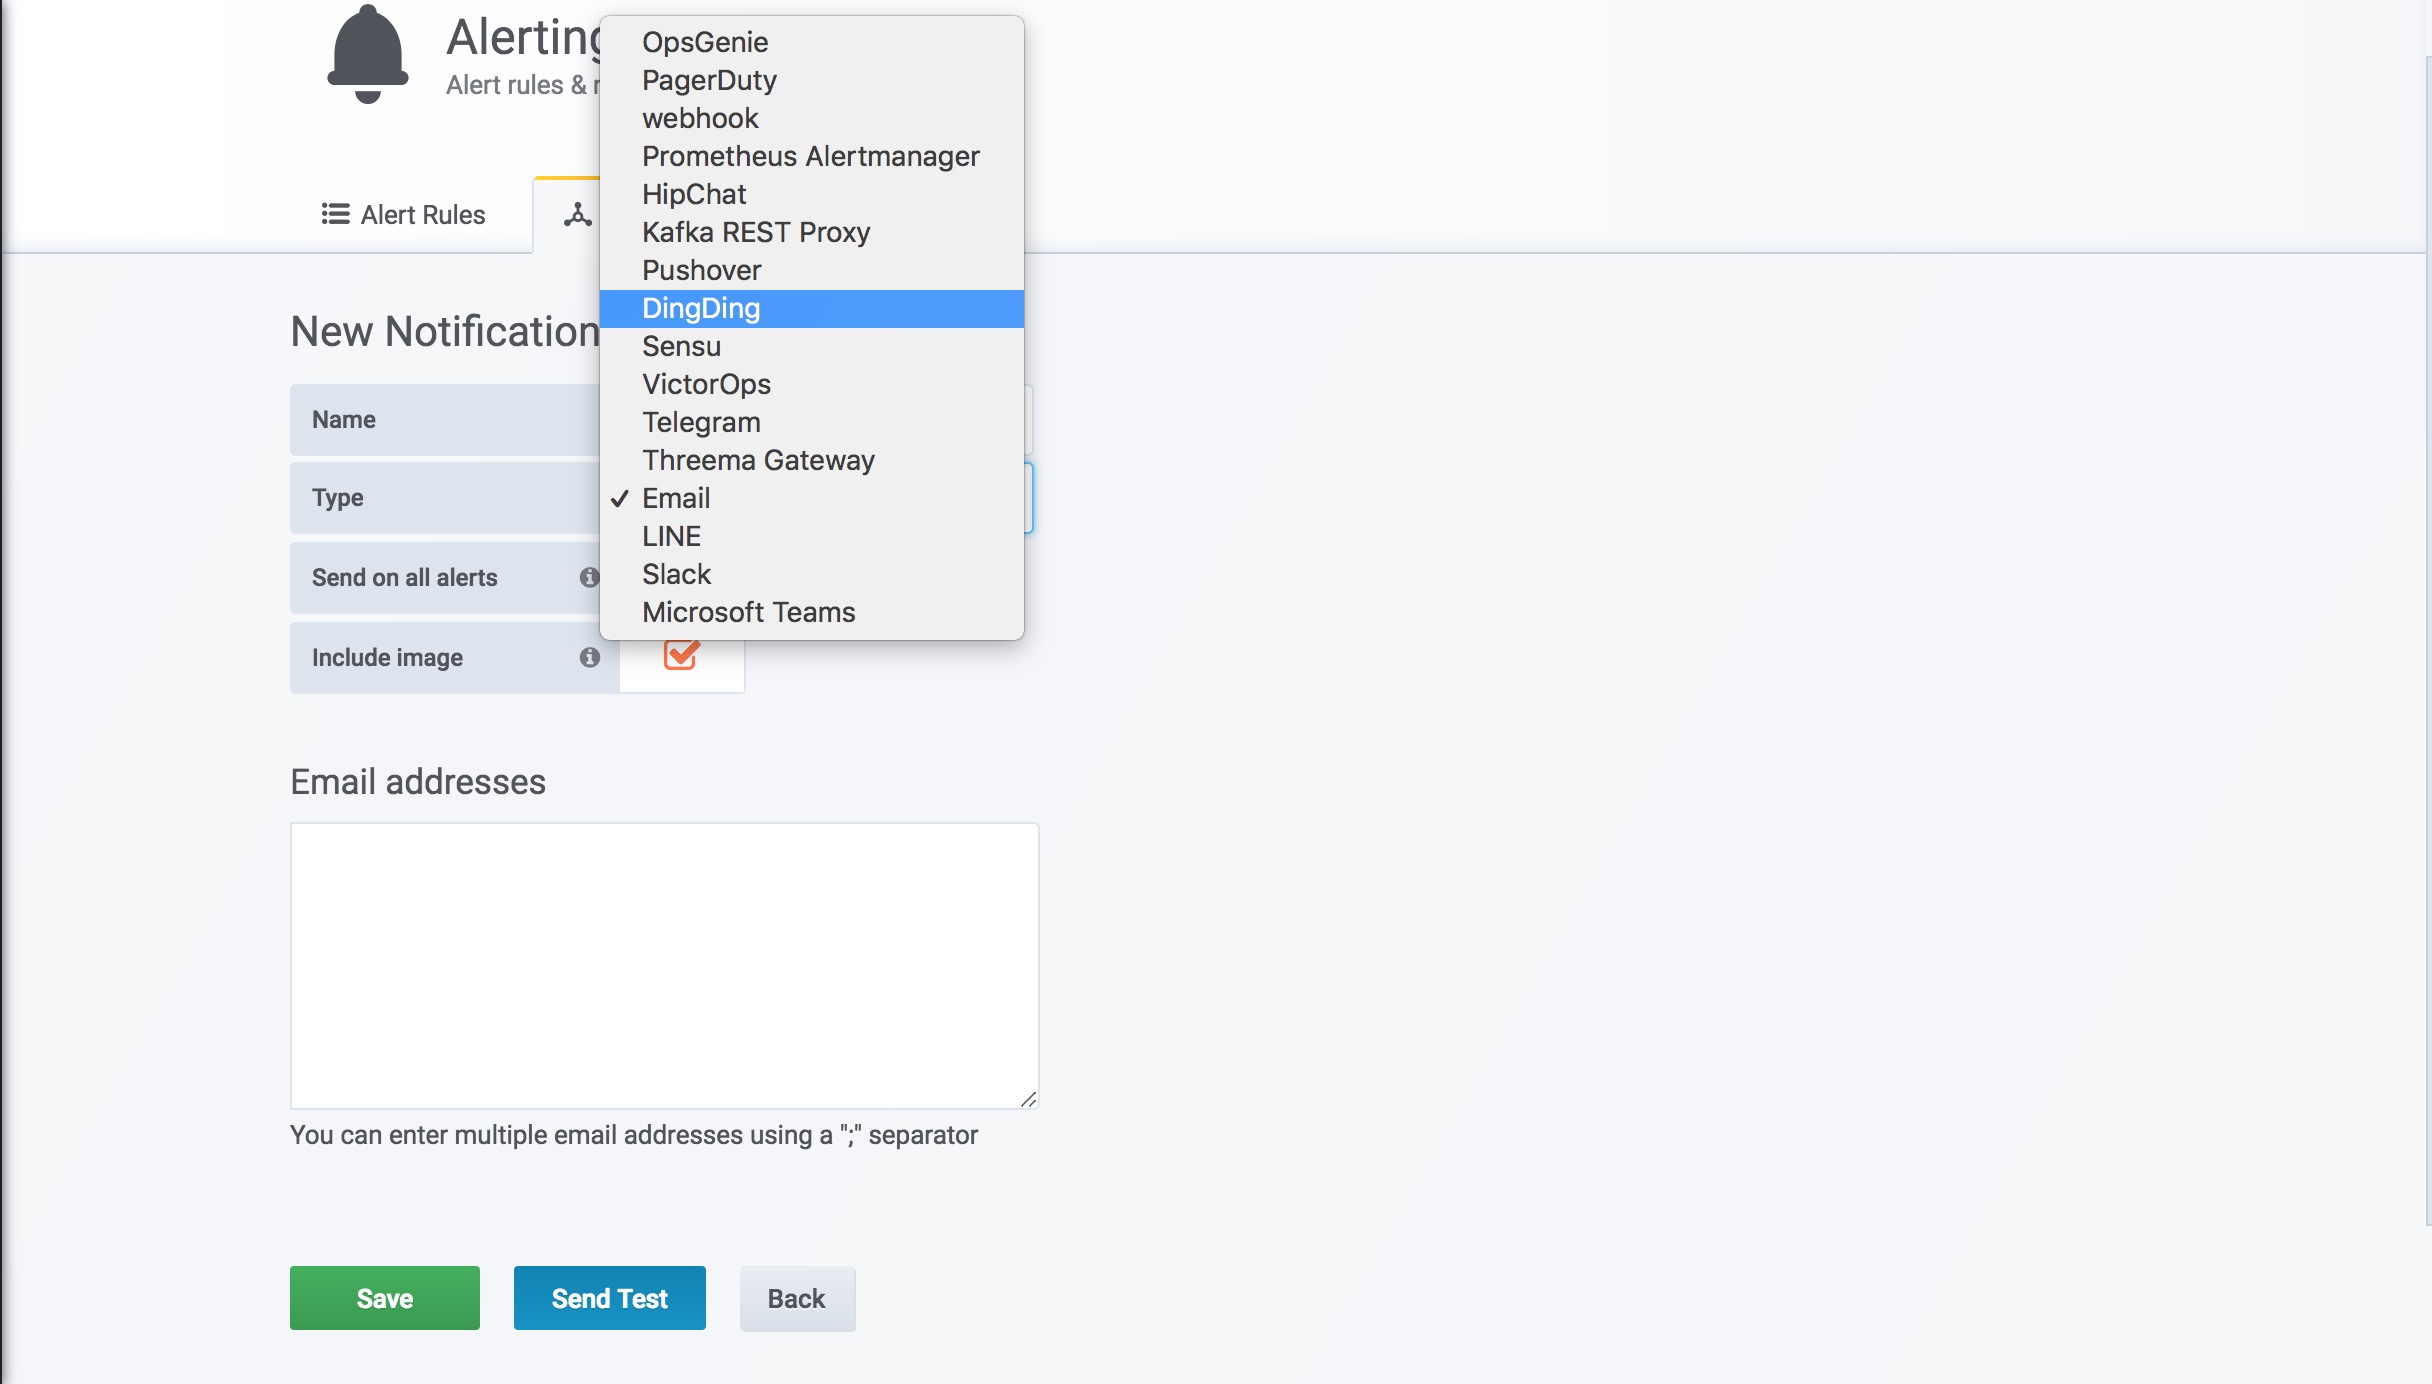 Alerting
Alert rules &
Alert Rules
OpsGenie
PagerDuty
webhook
Prometheus Alertmanager
HipChat
Kafka REST Proxy
Pushover
DingDing
Sensu
VictorOps
Telegram
Threema Gateway
Email
LINE
Slack
Microsoft Teams
New Notification
Name
Type
Send on all alerts
Include image
Email addresses
You can enter multiple email addresses using a ";" separator
Save
Send Test
Back